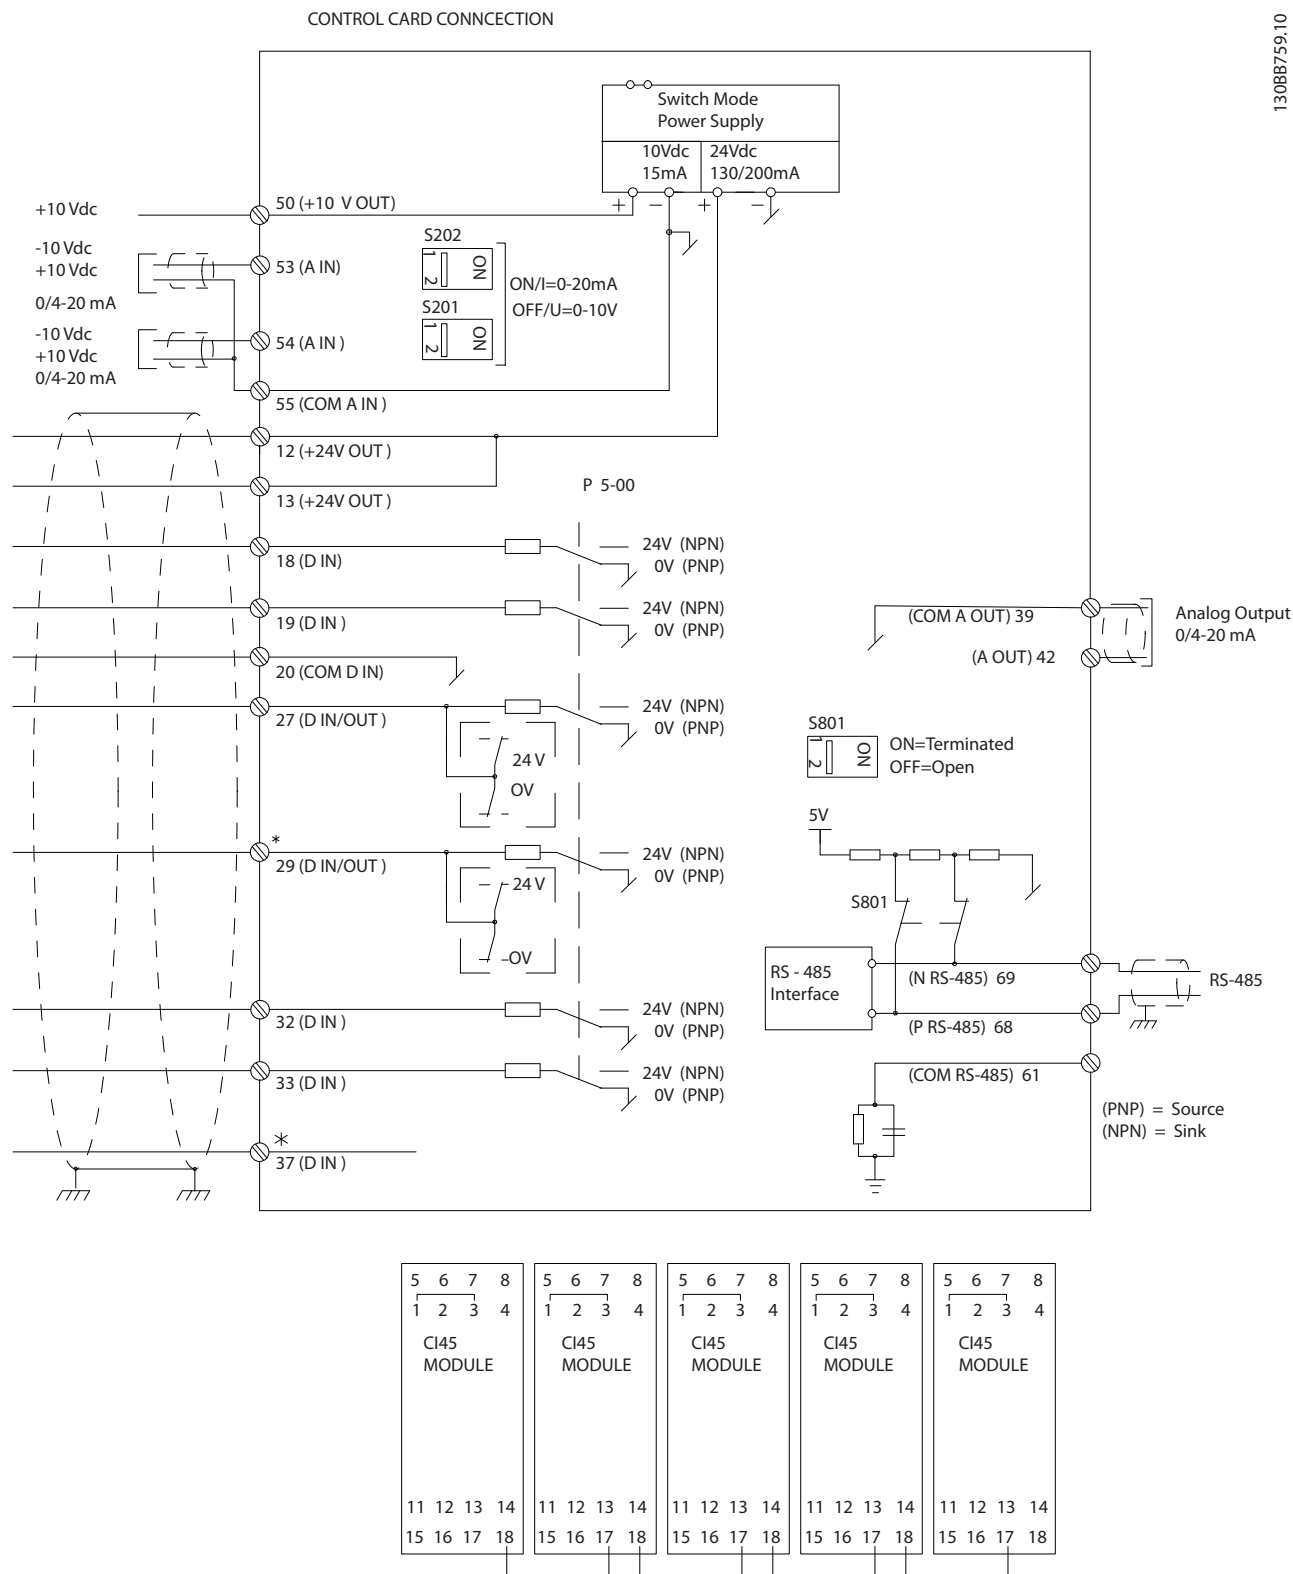 CONTROL CARD CONNCECTION
130BB759.10
Switch Mode
Power Supply
10Vdc
15mA
24Vdc
130/200mA
+ − + −
+10 Vdc
50 (+10 V OUT)
-10 Vdc
+10 Vdc
0/4-20 mA
53 (A IN)
S202
1 2 ON
ON/I=0-20mA
OFF/U=0-10V
S201
1 2 ON
-10 Vdc
+10 Vdc
0/4-20 mA
54 (A IN )
55 (COM A IN )
12 (+24V OUT )
13 (+24V OUT )
P 5-00
18 (D IN)
24V (NPN)
0V (PNP)
19 (D IN )
24V (NPN)
0V (PNP)
(COM A OUT) 39
Analog Output
0/4-20 mA
(A OUT) 42
20 (COM D IN)
27 (D IN/OUT )
24V (NPN)
0V (PNP)
24 V
OV
S801
1 2 ON
ON=Terminated
OFF=Open
5V
*
29 (D IN/OUT )
24V (NPN)
0V (PNP)
24 V
OV
S801
RS - 485
Interface
(N RS-485) 69
RS-485
(P RS-485) 68
32 (D IN )
24V (NPN)
0V (PNP)
33 (D IN )
24V (NPN)
0V (PNP)
(COM RS-485) 61
(PNP) = Source
(NPN) = Sink
*
37 (D IN )
5 6 7 8
1 2 3 4
CI45
MODULE
11 12 13 14
15 16 17 18
5 6 7 8
1 2 3 4
CI45
MODULE
11 12 13 14
15 16 17 18
5 6 7 8
1 2 3 4
CI45
MODULE
11 12 13 14
15 16 17 18
5 6 7 8
1 2 3 4
CI45
MODULE
11 12 13 14
15 16 17 18
5 6 7 8
1 2 3 4
CI45
MODULE
11 12 13 14
15 16 17 18